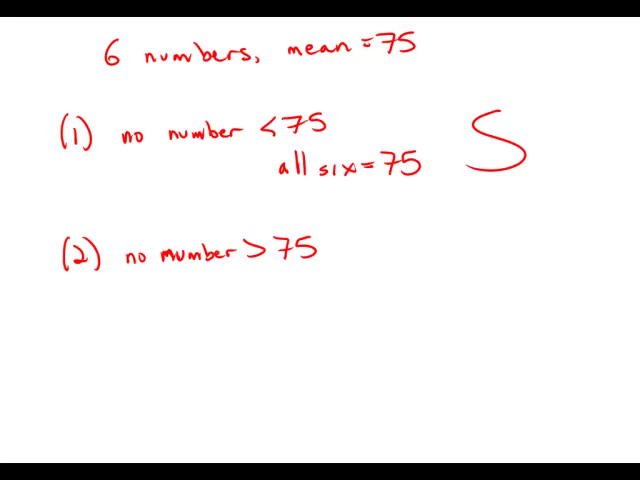 6 numbers, mean = 75
(1) no number < 75
all six = 75
S
(2) no number > 75